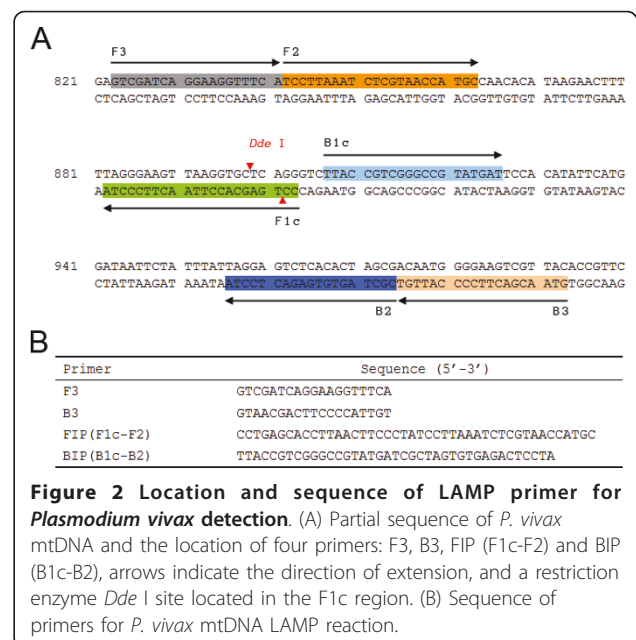 A
F3 F2
821 GAGTCGATCA GGAAGGTTTCA TCCTTAAAT CTCGTAACCA TGCCAACACA TAAGAACTTT
CTCAGCTAGT CCTTCCAAAGT AGGAATTTA GAGCATTGGT ACGGTTGTGT ATTCTTGAAA
Dde I B1c
881 TTAGGGAAGT TAAGGTGCTC AGGGTCTTAC CGTCGGGCCG TATGATTCCA CATATTCATG
AATCCCTTCA ATTCCACGAG TCCCAGAATG GCAGCCCGGC ATACTAAGGT GTATAAGTAC
F1c
941 GATAATTCTA TTTATTAGGA GTCTCACACT AGCGACAATG GGGAAGTCGT TACACCGTTC
CTATTAAGAT AAATAATCCT CAGAGTGTGA TCGCTGTTAC CCCTTCAGCA ATGTGGCAAG
B2 B3
B
Primer Sequence (5'-3')
F3 GTCGATCAGGAAGGTTTCA
B3 GTAACGACTTCCCCATTGT
FIP(F1c-F2) CCTGAGCACCTTAACTTCCCTATCCTTAAATCTCGTAACCATGC
BIP(B1c-B2) TTACCGTCGGGCCGTATGATCGCTAGTGTGAGACTCCTA
Figure 2 Location and sequence of LAMP primer for
Plasmodium vivax detection. (A) Partial sequence of P. vivax
mtDNA and the location of four primers: F3, B3, FIP (F1c-F2) and BIP
(B1c-B2), arrows indicate the direction of extension, and a restriction
enzyme Dde I site located in the F1c region. (B) Sequence of
primers for P. vivax mtDNA LAMP reaction.